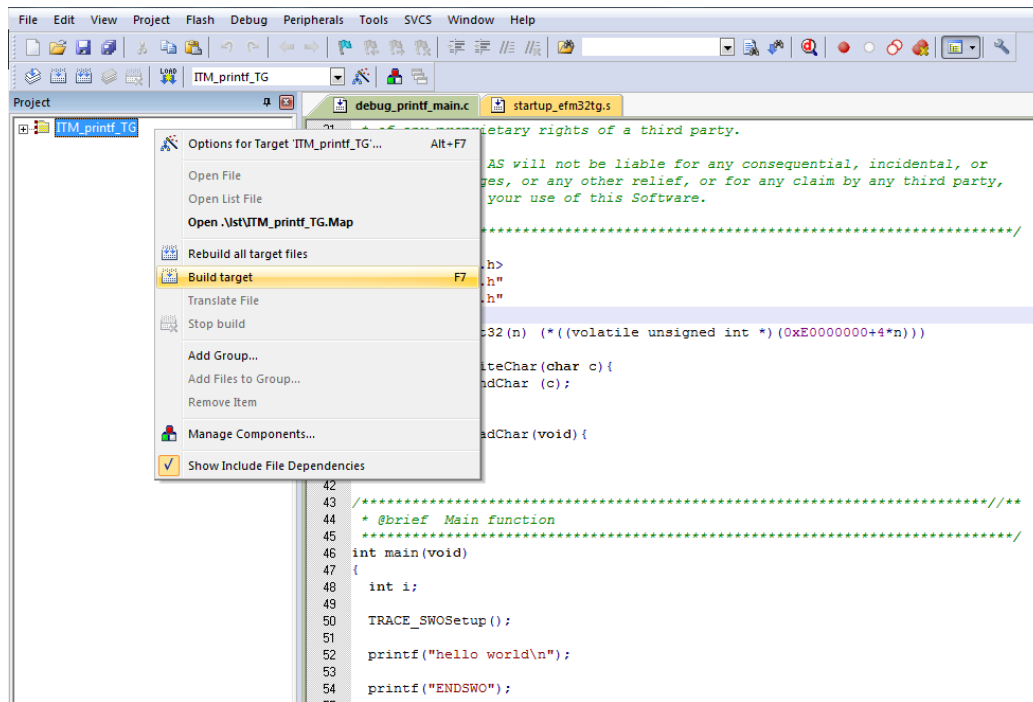 File Edit View Project Flash Debug Peripherals Tools SVCS Window Help
LOAD ITM_printf_TG
Project
debug_printf_main.c startup_efm32tg.s
ITM_printf_TG
Options for Target 'ITM_printf_TG'... Alt+F7
Open File
Open List File
Open .\lst\ITM_printf_TG.Map
Rebuild all target files
Build target F7
Translate File
Stop build
Add Group...
Add Files to Group...
Remove Item
Manage Components...
Show Include File Dependencies
* of any proprietary rights of a third party.
AS will not be liable for any consequential, incidental, or
ges, or any other relief, or for any claim by any third party,
your use of this Software.
***************************************************************/
.h>
.h"
.h"
t32(n) (*((volatile unsigned int *)(0xE0000000+4*n)))
iteChar(char c){
ndChar (c);
adChar(void){
42
43 /**************************************************************************//**
44 * @brief Main function
45 *****************************************************************************/
46 int main(void)
47 {
48 int i;
49
50 TRACE_SWOSetup();
51
52 printf("hello world\n");
53
54 printf("ENDSWO");